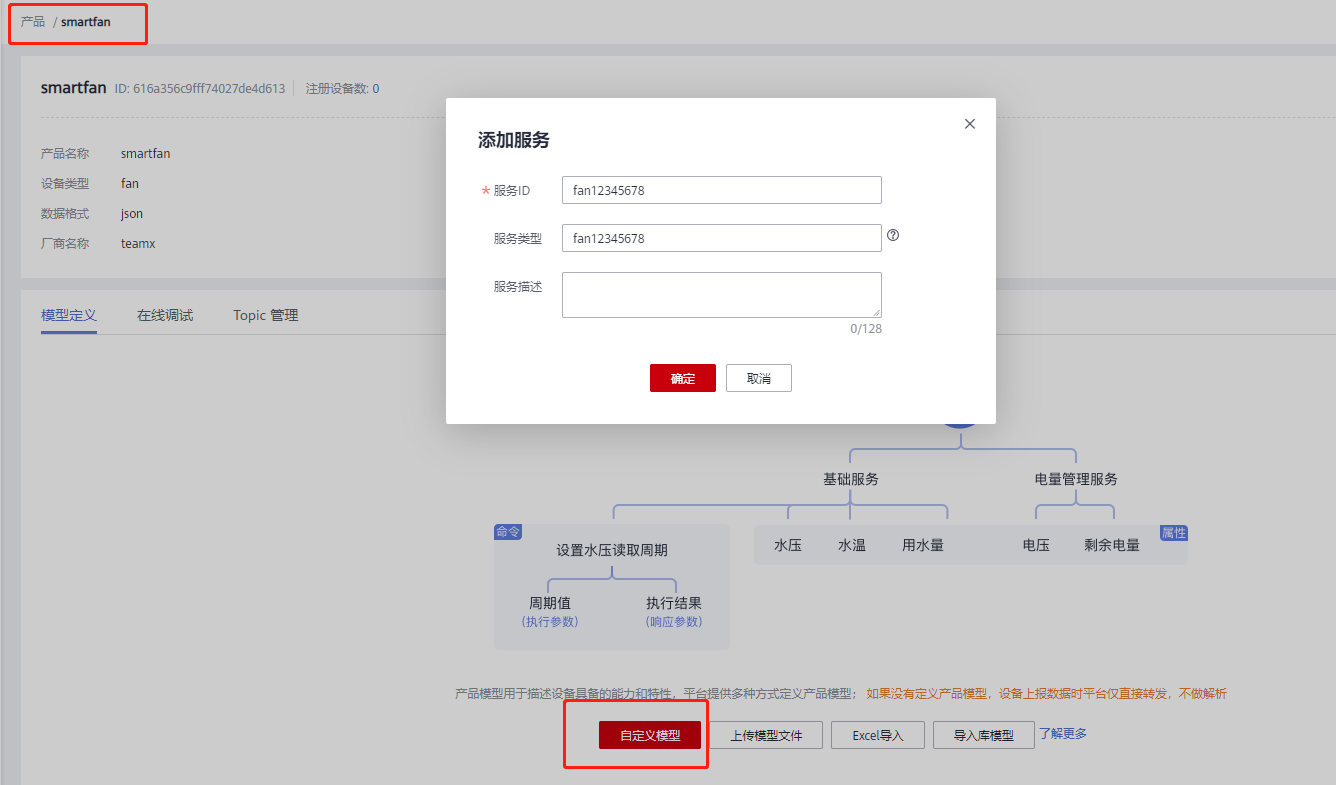 产品 / smartfan
smartfan ID: 616a356c9fff74027de4d613 注册设备数: 0
产品名称 smartfan
设备类型 fan
数据格式 json
厂商名称 teamx
添加服务
* 服务ID fan12345678
服务类型 fan12345678
服务描述
0/128
确定 取消
模型定义 在线调试 Topic 管理
基础服务 电量管理服务
命令 属性
设置水压读取周期 水压 水温 用水量 电压 剩余电量
周期值 执行结果
(执行参数) (响应参数)
产品模型用于描述设备具备的能力和特性，平台提供多种方式定义产品模型； 如果没有定义产品模型，设备上报数据时平台仅直接转发，不做解析
自定义模型 上传模型文件 Excel导入 导入库模型 了解更多